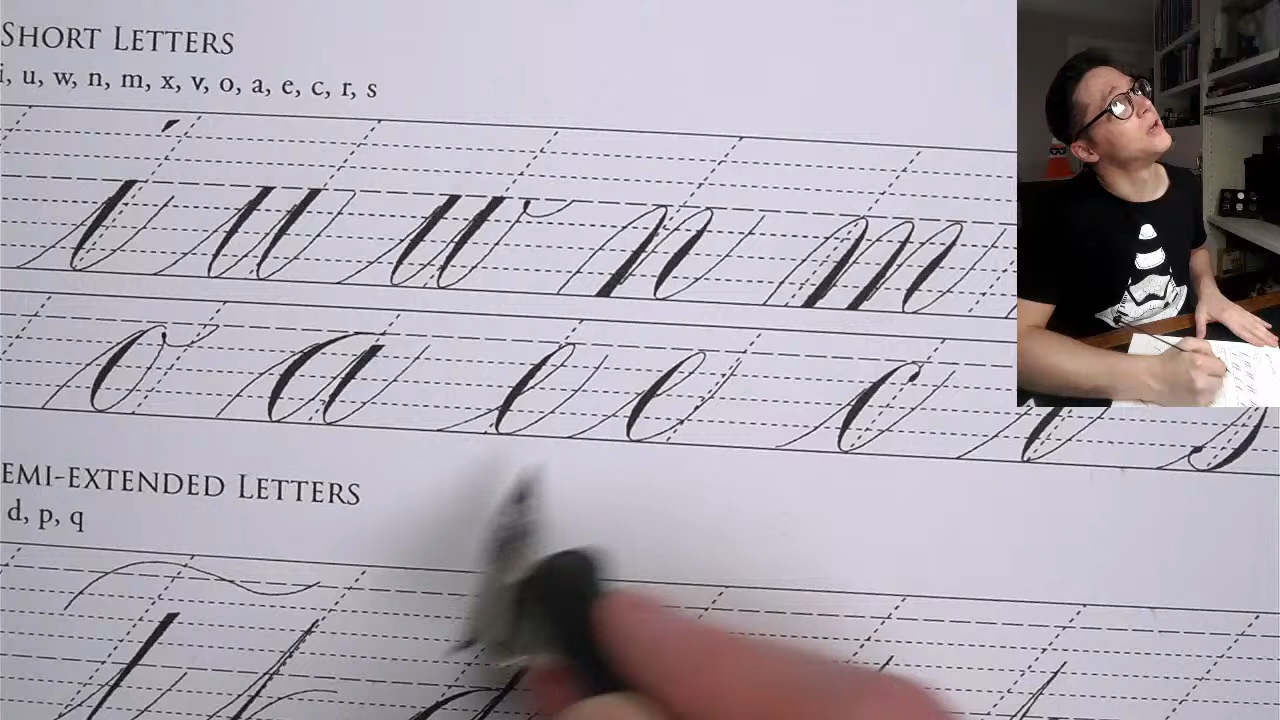 SHORT LETTERS
i, u, w, n, m, x, v, o, a, e, c, r, s
i u w n m
o a e e c r s
EMI-EXTENDED LETTERS
d, p, q
t